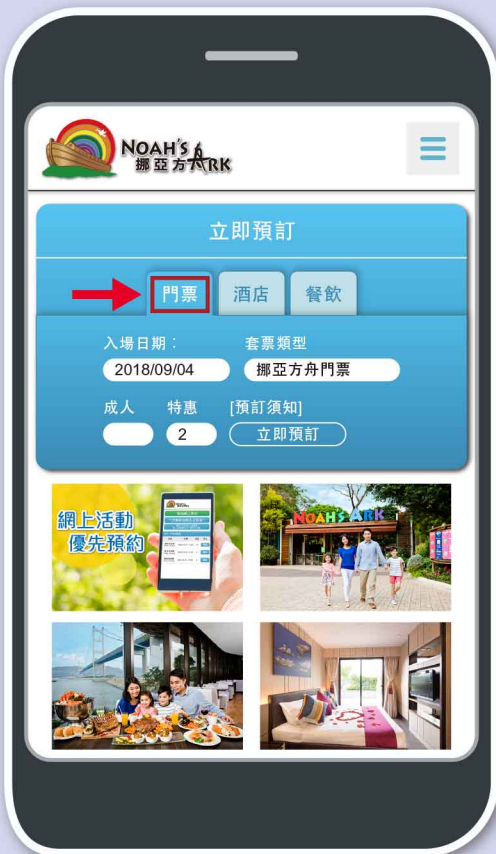 NOAH'S ARK
挪亞方
立即預訂
門票 酒店 餐飲
入場日期： 套票類型
2018/09/04 挪亞方舟門票
成人 特惠 [預訂須知]
2 立即預訂
網上活動
優先預約
NOAH'S ARK